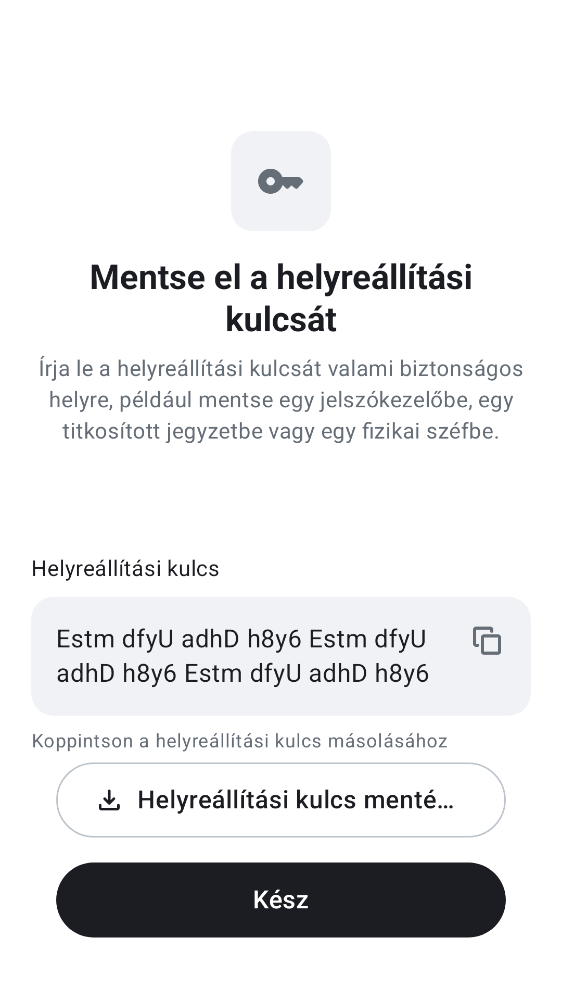 Mentse el a helyreállítási
kulcsát
Írja le a helyreállítási kulcsát valami biztonságos
helyre, például mentse egy jelszókezelőbe, egy
titkosított jegyzetbe vagy egy fizikai széfbe.
Helyreállítási kulcs
Estm dfyU adhD h8y6 Estm dfyU
adhD h8y6 Estm dfyU adhD h8y6
Koppintson a helyreállítási kulcs másolásához
Helyreállítási kulcs menté…
Kész